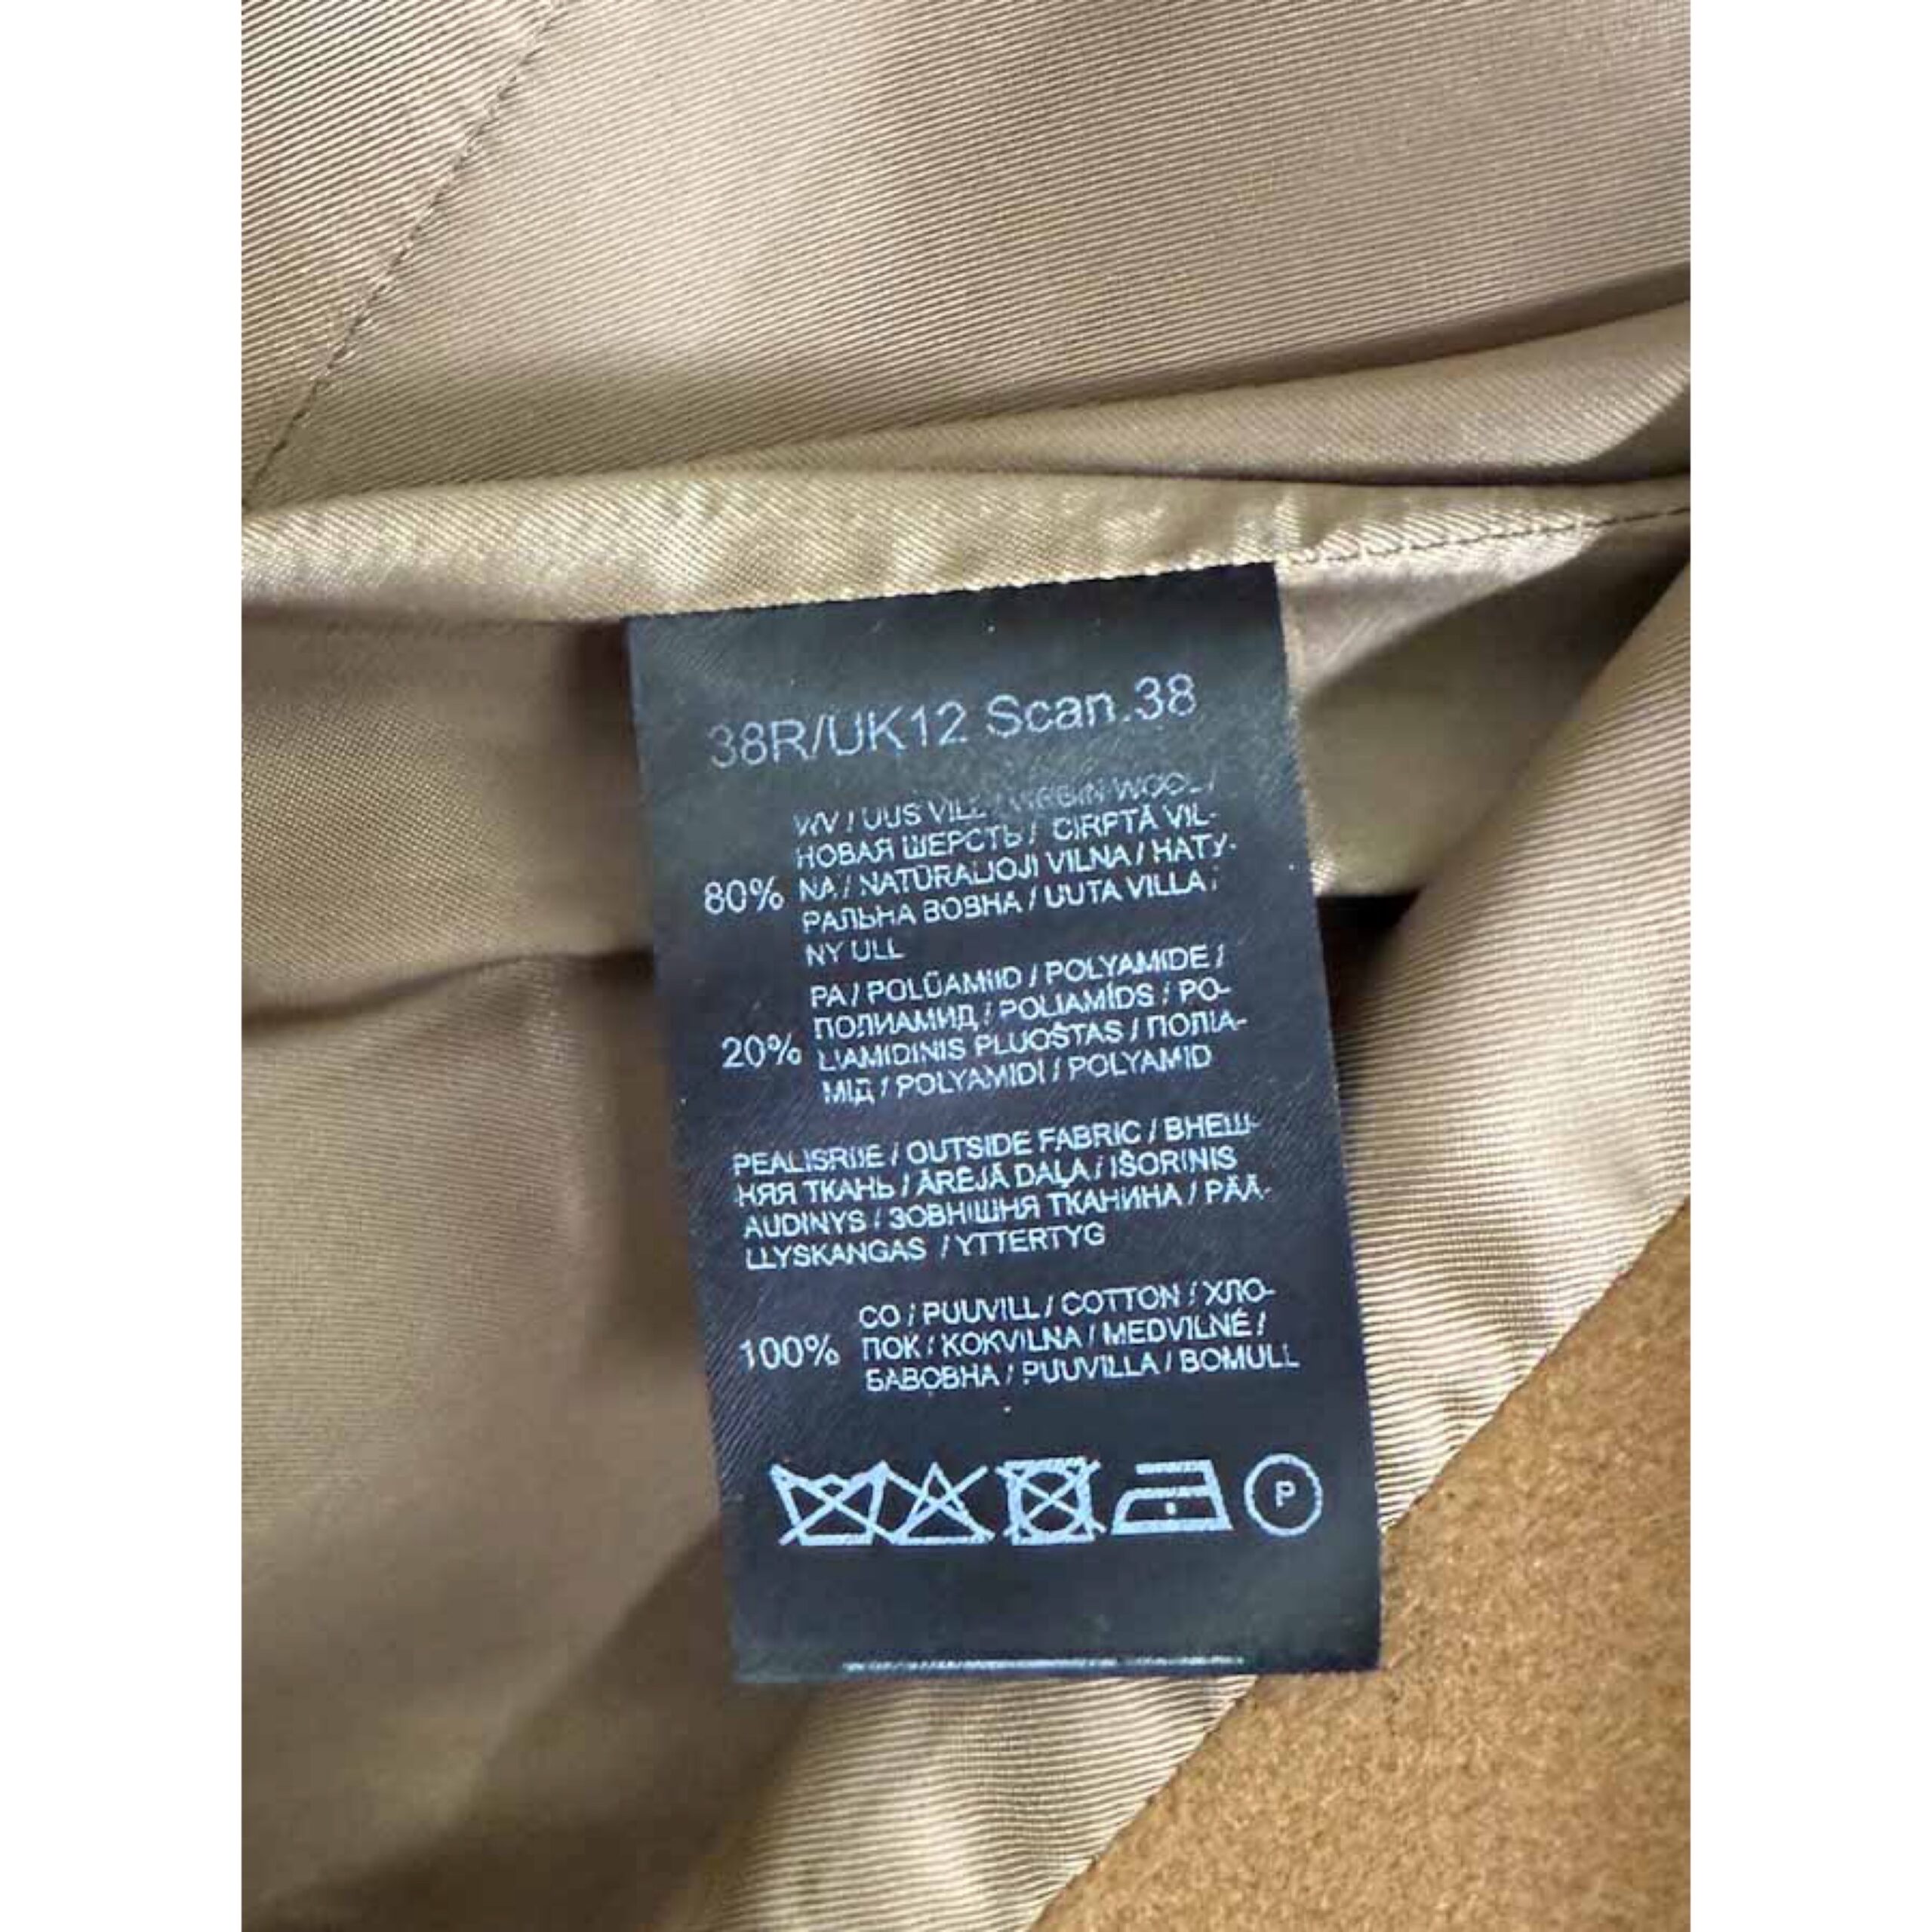 38R/UK12 Scan.38
WV / UUS VILL / VIRGIN WOOL /
НОВАЯ ШЕРСТЬ / CIRPTĀ VIL-
80% NA / NATŪRALIOJI VILNA / НАТУ-
РАЛЬНА ВОВНА / UUTA VILLA /
NY ULL
PA / POLÜAMIID / POLYAMIDE /
ПОЛИАМИД / POLIAMĪDS / PO-
20% LIAMIDINIS PLUOŠTAS / ПОЛІА-
МІД / POLYAMIDI / POLYAMID
PEALISRIIE / OUTSIDE FABRIC / ВНЕШ-
НЯЯ ТКАНЬ / ĀRĒJĀ DAĻA / IŠORINIS
AUDINYS / ЗОВНІШНЯ ТКАНИНА / PÄÄ-
LLYSKANGAS / YTTERTYG
CO / PUUVILL / COTTON / ХЛО-
100% ПОК / KOKVILNA / MEDVILNĖ /
БАВОВНА / PUUVILLA / BOMULL
P